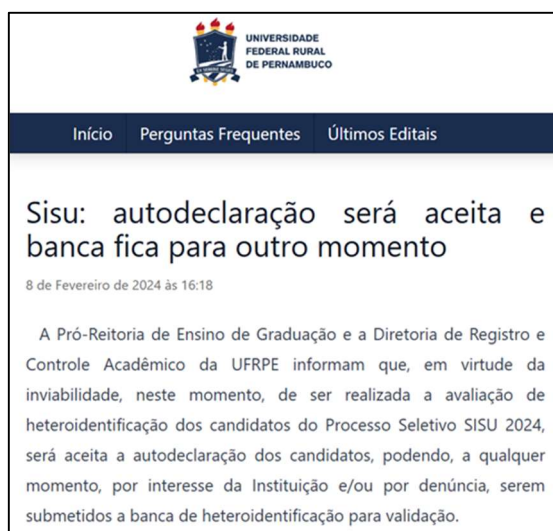 UNIVERSIDADE
FEDERAL RURAL
DE PERNAMBUCO
Início Perguntas Frequentes Últimos Editais
Sisu: autodeclaração será aceita e
banca fica para outro momento
8 de Fevereiro de 2024 às 16:18
A Pró-Reitoria de Ensino de Graduação e a Diretoria de Registro e
Controle Acadêmico da UFRPE informam que, em virtude da
inviabilidade, neste momento, de ser realizada a avaliação de
heteroidentificação dos candidatos do Processo Seletivo SISU 2024,
será aceita a autodeclaração dos candidatos, podendo, a qualquer
momento, por interesse da Instituição e/ou por denúncia, serem
submetidos a banca de heteroidentificação para validação.